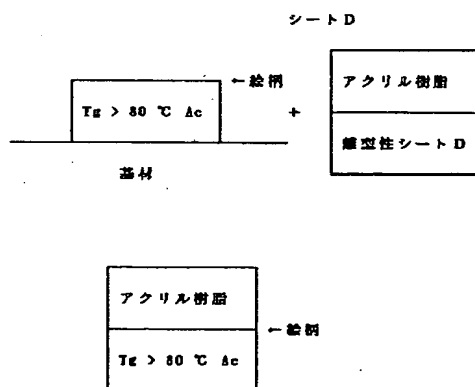 シートD
←絵柄
アクリル樹脂
Tg > 80 ℃ Ac
+
離型性シートD
基材
アクリル樹脂
←絵柄
Tg > 80 ℃ Ac